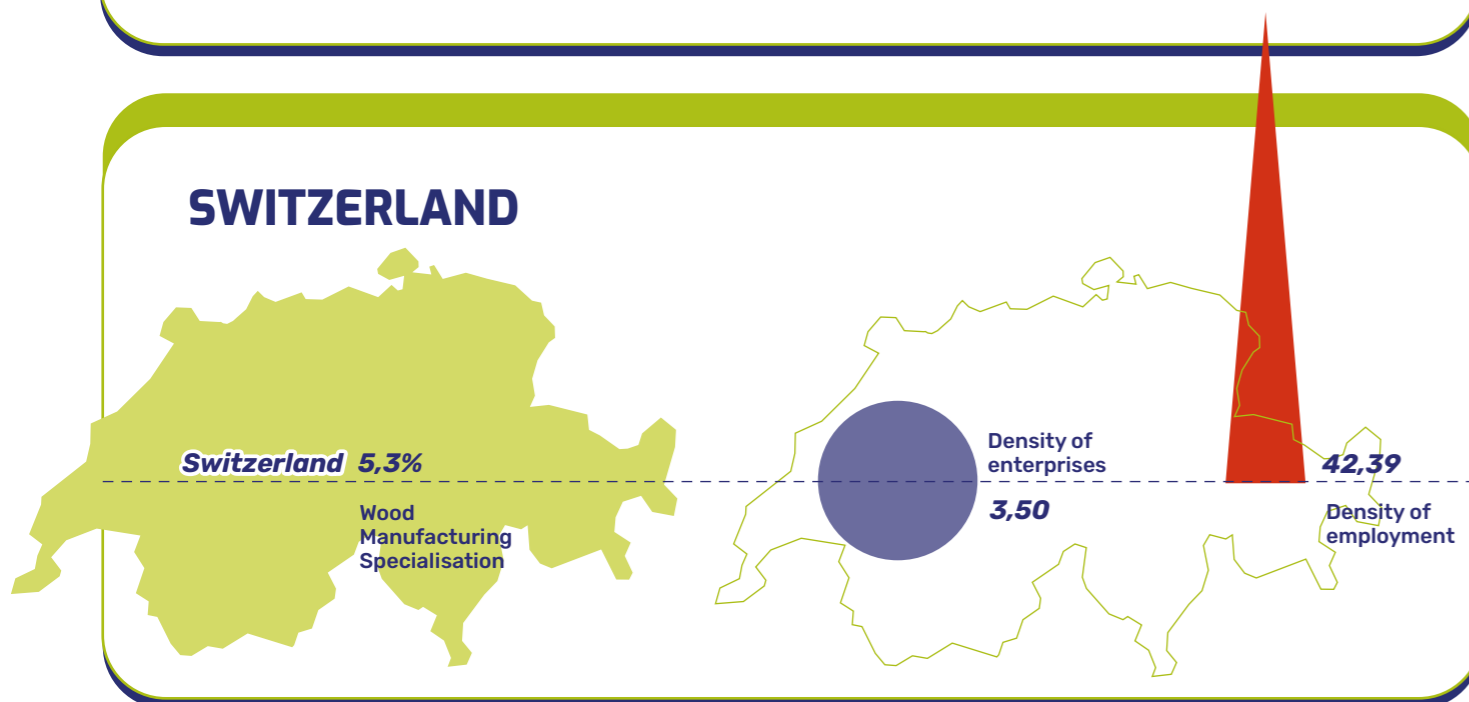 SWITZERLAND
Switzerland 5,3%
Wood
Manufacturing
Specialisation
Density of
enterprises
3,50
42,39
Density of
employment